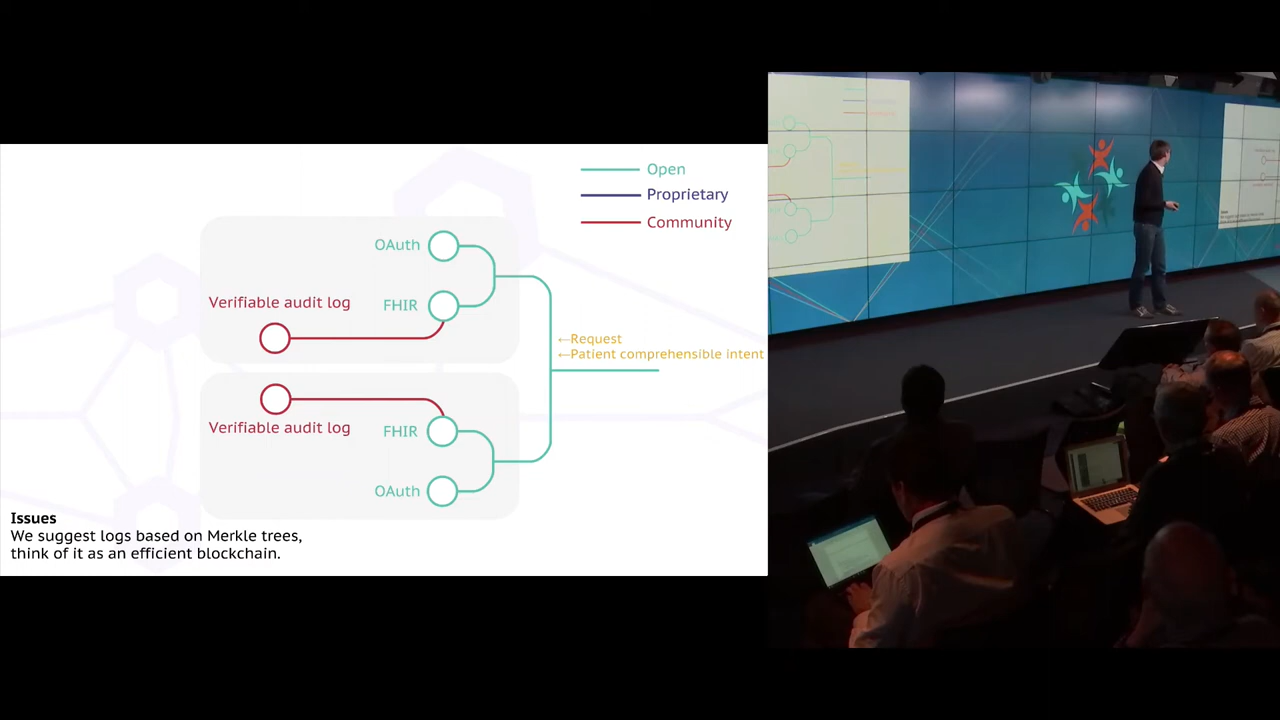 Open
Proprietary
Community
OAuth
Verifiable audit log
FHIR
←Request
←Patient comprehensible intent
Verifiable audit log
FHIR
OAuth
Issues
We suggest logs based on Merkle trees,
think of it as an efficient blockchain.